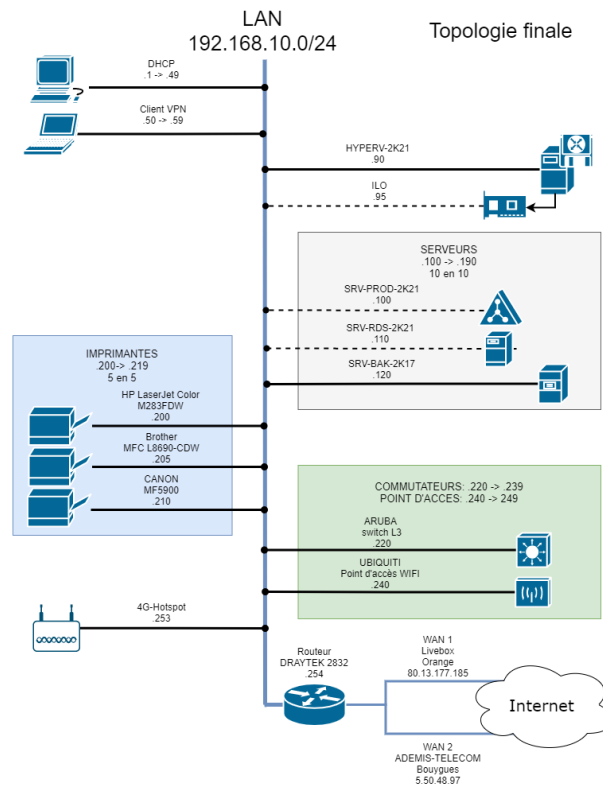 LAN
192.168.10.0/24
Topologie finale
DHCP
.1 -> .49
Client VPN
.50 -> .59
HYPERV-2K21
.90
ILO
.95
SERVEURS
.100 -> .190
10 en 10
SRV-PROD-2K21
.100
SRV-RDS-2K21
.110
SRV-BAK-2K17
.120
IMPRIMANTES
.200-> .219
5 en 5
HP LaserJet Color
M283FDW
.200
Brother
MFC L8690-CDW
.205
CANON
MF5900
.210
COMMUTATEURS: .220 -> .239
POINT D'ACCES: .240 -> 249
ARUBA
switch L3
.220
UBIQUITI
Point d'accès WIFI
.240
4G-Hotspot
.253
Routeur
DRAYTEK 2832
.254
WAN 1
Livebox
Orange
80.13.177.185
Internet
WAN 2
ADEMIS-TELECOM
Bouygues
5.50.48.97